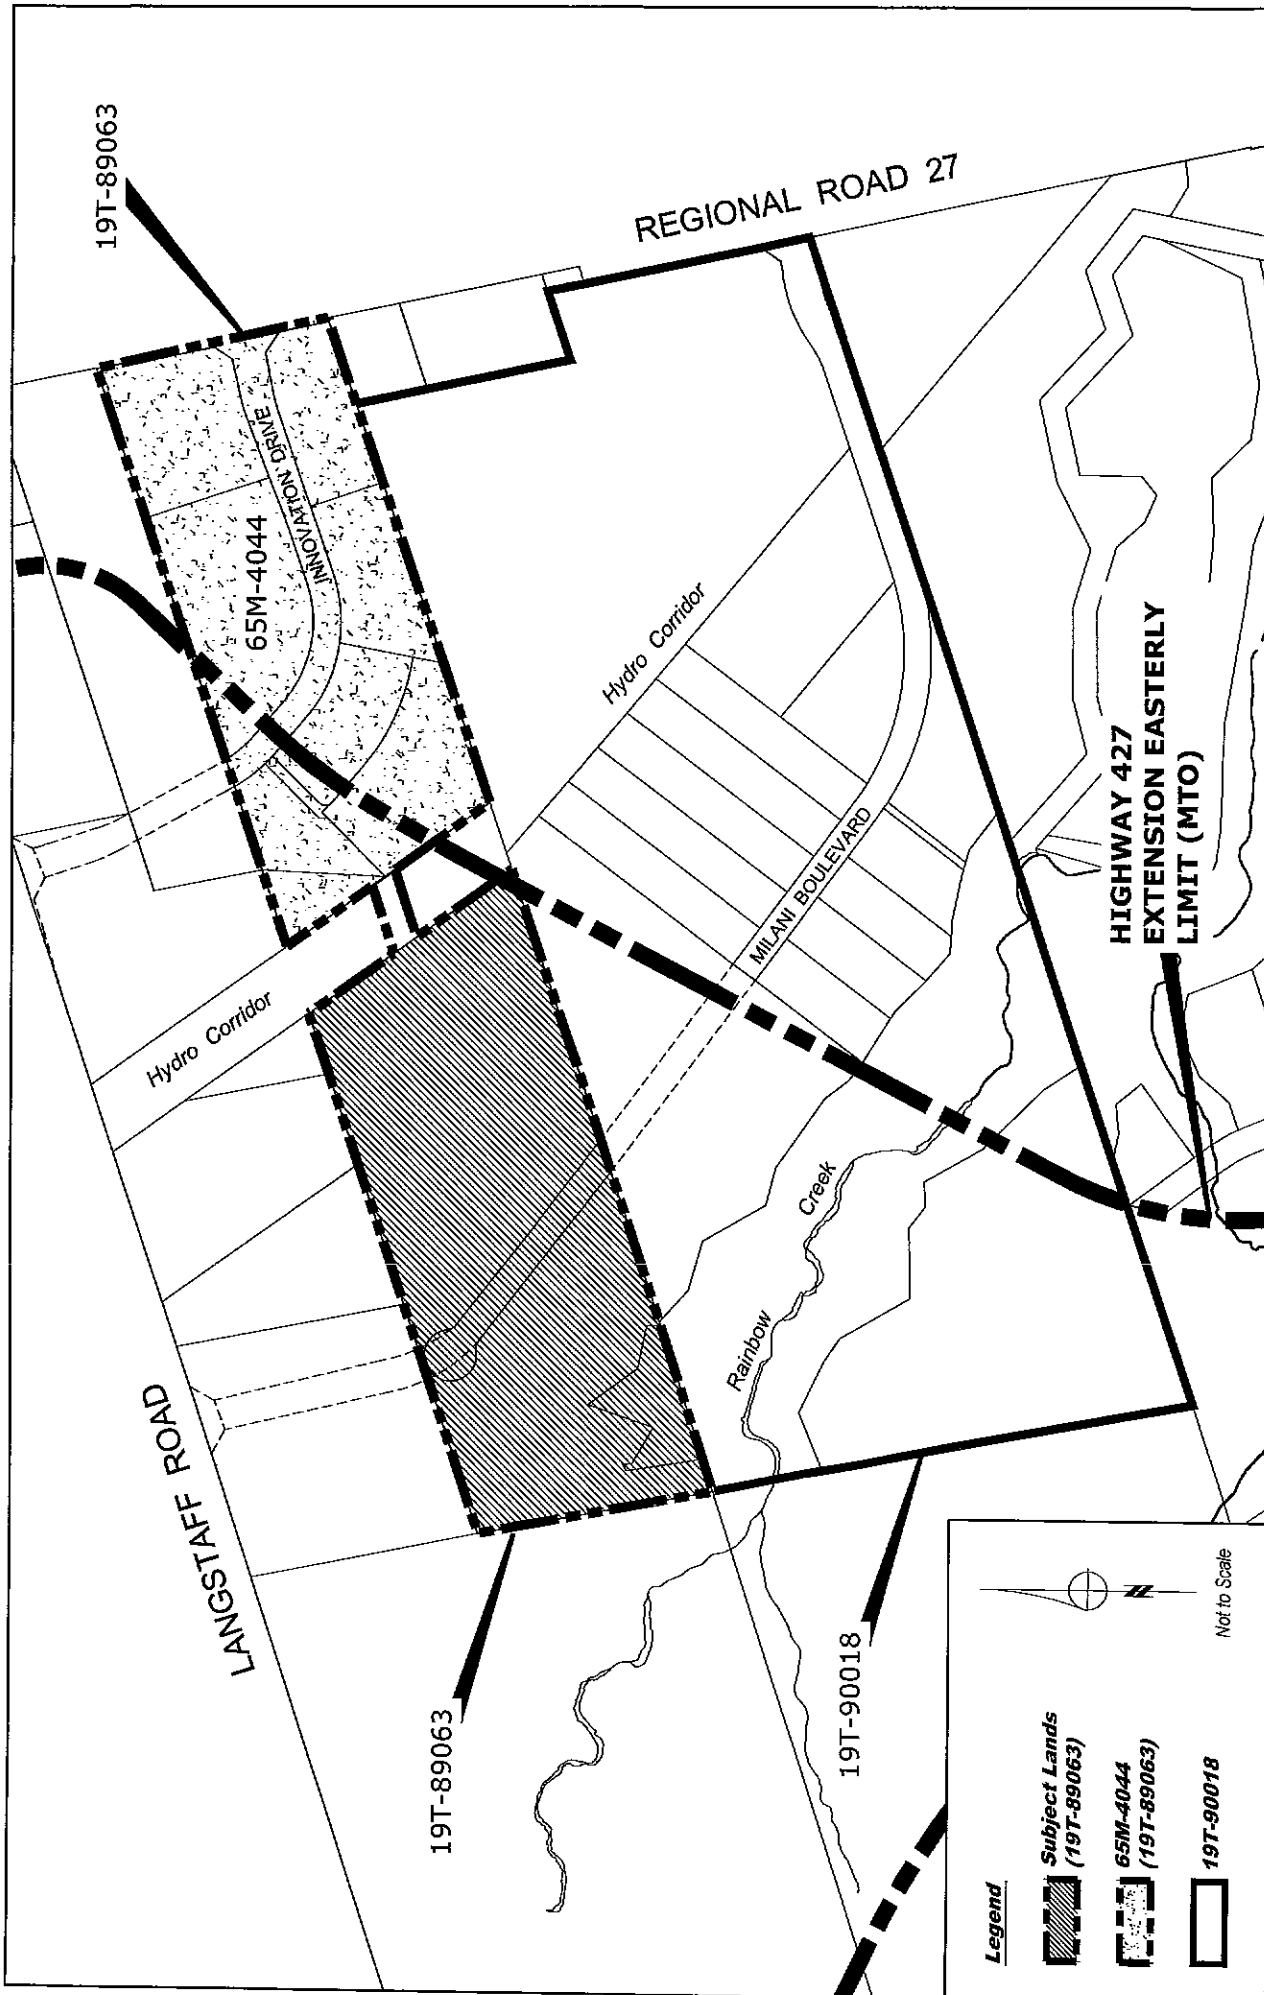 19T-89063
REGIONAL ROAD 27
INNOVATION DRIVE
65M-4044
Hydro Corridor
MILANI BOULEVARD
HIGHWAY 427
EXTENSION EASTERLY
LIMIT (MTO)
Hydro Corridor
Rainbow
Creek
LANGSTAFF ROAD
19T-89063
19T-90018
Legend
Subject Lands
(19T-89063)
65M-4044
(19T-89063)
19T-90018
N
Not to Scale